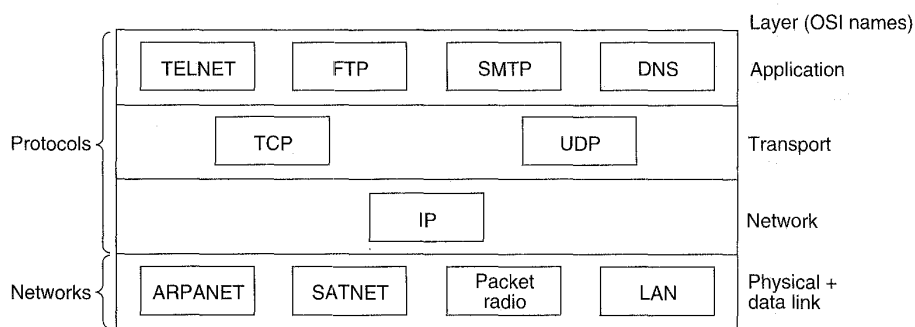 Layer (OSI names)
TELNET FTP SMTP DNS Application
Protocols TCP UDP Transport
IP Network
Networks ARPANET SATNET Packet radio LAN Physical + data link